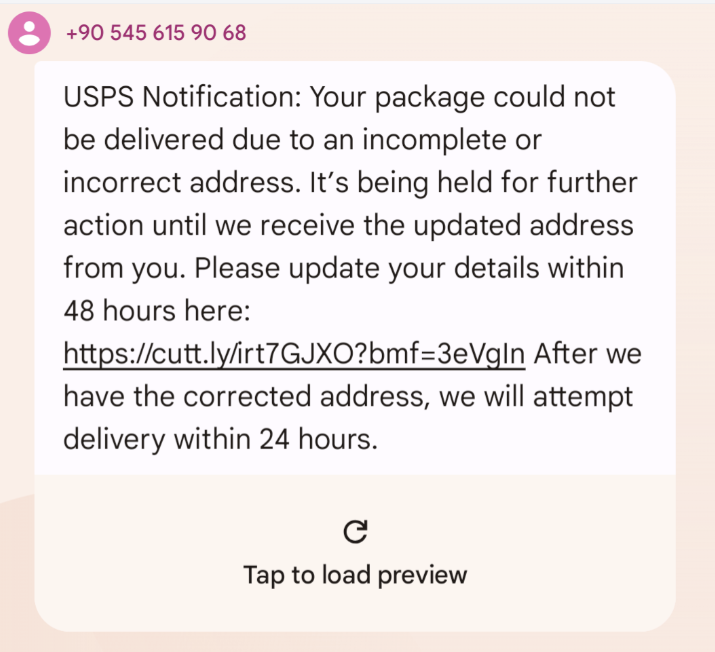 +90 545 615 90 68
USPS Notification: Your package could not
be delivered due to an incomplete or
incorrect address. It’s being held for further
action until we receive the updated address
from you. Please update your details within
48 hours here:
https://cutt.ly/irt7GJXO?bmf=3eVgIn After we
have the corrected address, we will attempt
delivery within 24 hours.
Tap to load preview